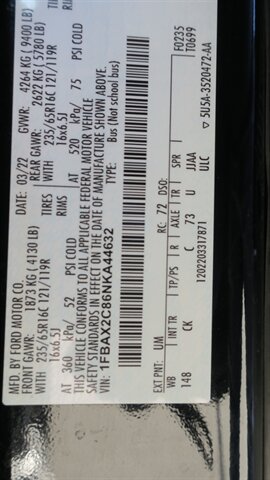 MFD BY FORD MOTOR CO.
DATE: 03/22 GVWR: 4264 KG ( 9400 LB)
FRONT GAWR: 1873 KG ( 4130 LB) REAR GAWR: 2622 KG ( 5780 LB)
WITH 235/65R16C 121/119R TIRES WITH 235/65R16C 121/119R
16x6.5J RIMS 16x6.5J
AT 360 kPa/ 52 PSI COLD AT 520 kPa/ 75 PSI COLD
THIS VEHICLE CONFORMS TO ALL APPLICABLE FEDERAL MOTOR VEHICLE
SAFETY STANDARDS IN EFFECT ON THE DATE OF MANUFACTURE SHOWN ABOVE.
1FBAX2C86NKA44632 TYPE: Bus (Not school bus)
F0235
T0699
EXT PNT: UM RC: 72 DSO:
WB INT TR TP/PS R AXLE TR SPR
148 CK C 73 U JJAA
1202203317871 ULC
5U5A-3520472-AA